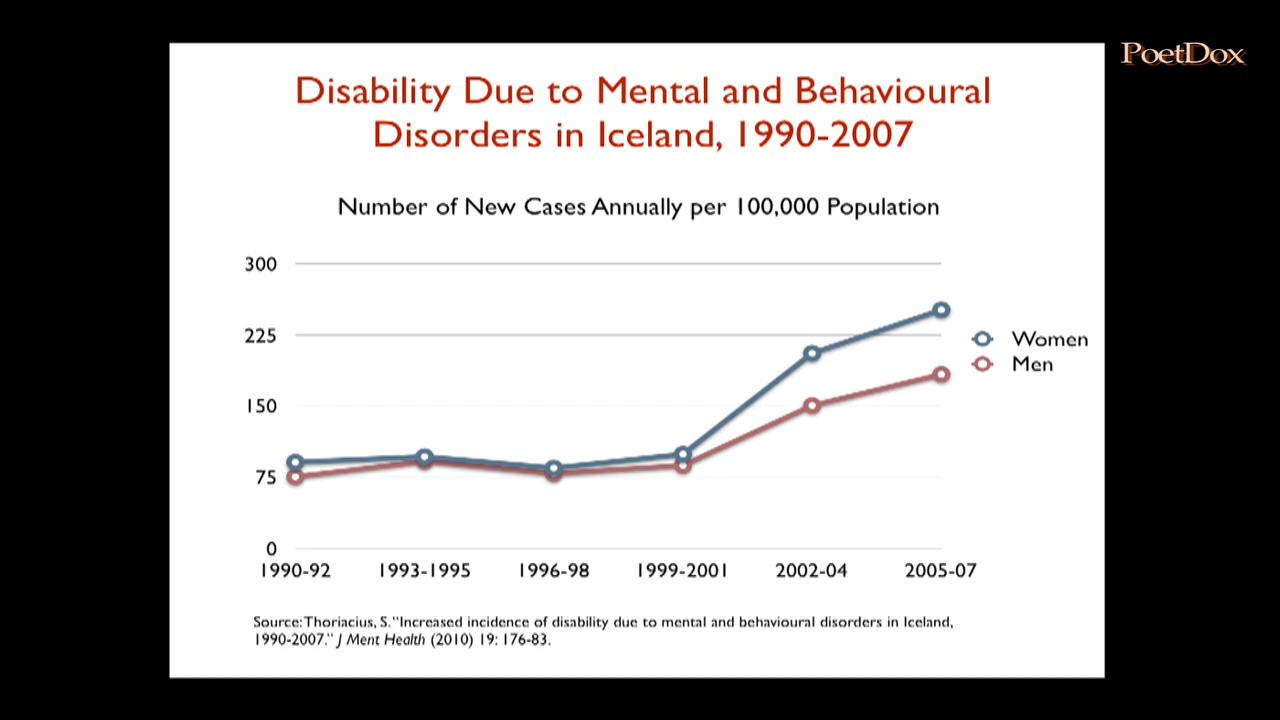 PoetDox
Disability Due to Mental and Behavioural
Disorders in Iceland, 1990-2007
Number of New Cases Annually per 100,000 Population
300
225
150
75
0
1990-92 1993-1995 1996-98 1999-2001 2002-04 2005-07
Women
Men
Source: Thoriacius, S. "Increased incidence of disability due to mental and behavioural disorders in Iceland,
1990-2007." J Ment Health (2010) 19: 176-83.